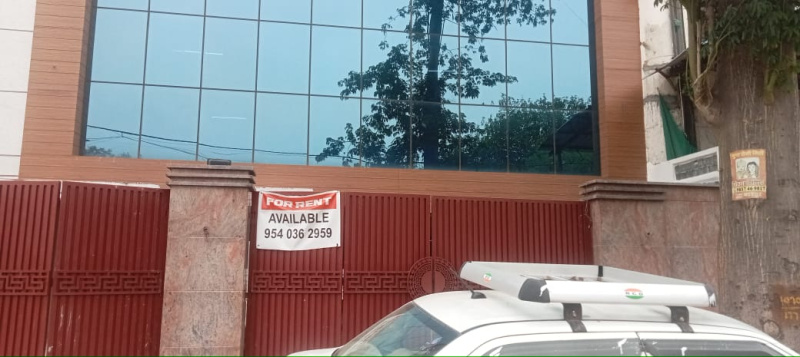 FOR RENT
AVAILABLE
954 036 2959